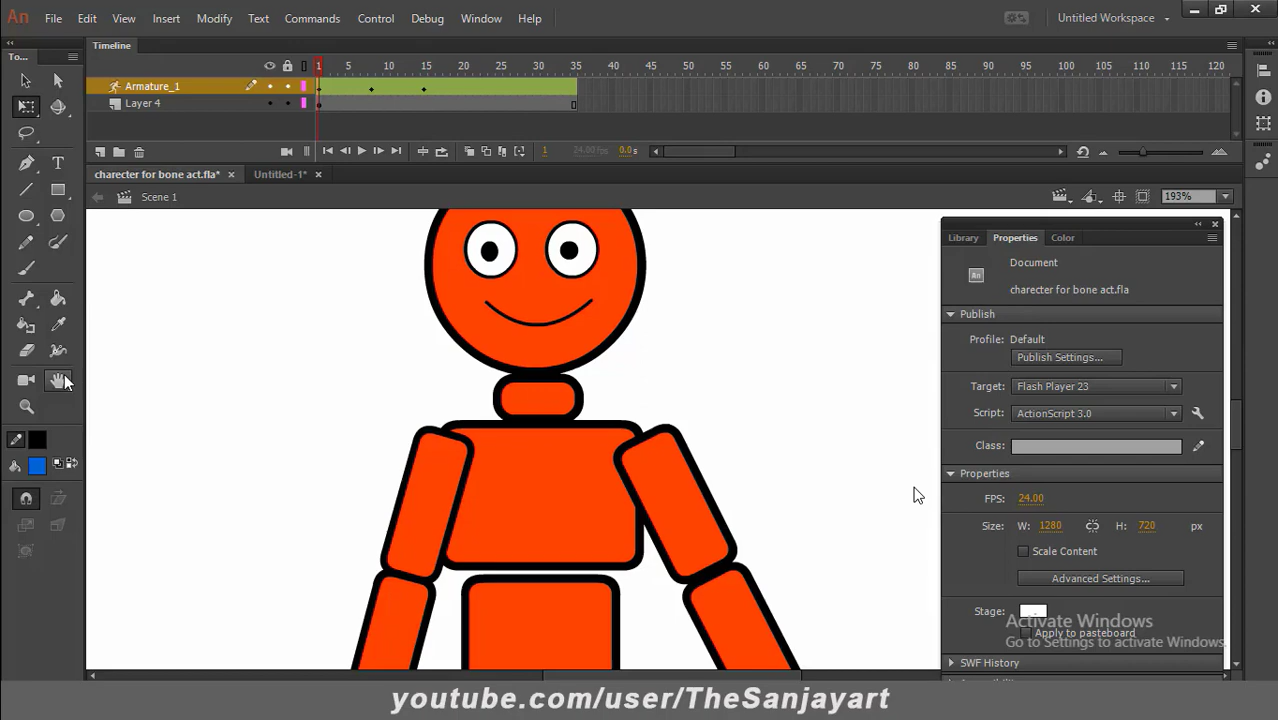 An File Edit View Insert Modify Text Commands Control Debug Window Help Untitled Workspace
To... Timeline
1 5 10 15 20 25 30 35 40 45 50 55 60 65 70 75 80 85 90 95 100 105 110 115 120
Armature_1
Layer 4
1 24.00 fps 0.0 s
charecter for bone act.fla* Untitled-1*
Scene 1 193%
Library Properties Color
Document
An
charecter for bone act.fla
Publish
Profile: Default
Publish Settings...
Target: Flash Player 23
Script: ActionScript 3.0
Class:
Properties
FPS: 24.00
Size: W: 1280 H: 720 px
Scale Content
Advanced Settings...
Stage:
Activate Windows
Apply to pasteboard
Go to Settings to activate Windows.
SWF History
youtube.com/user/TheSanjayart